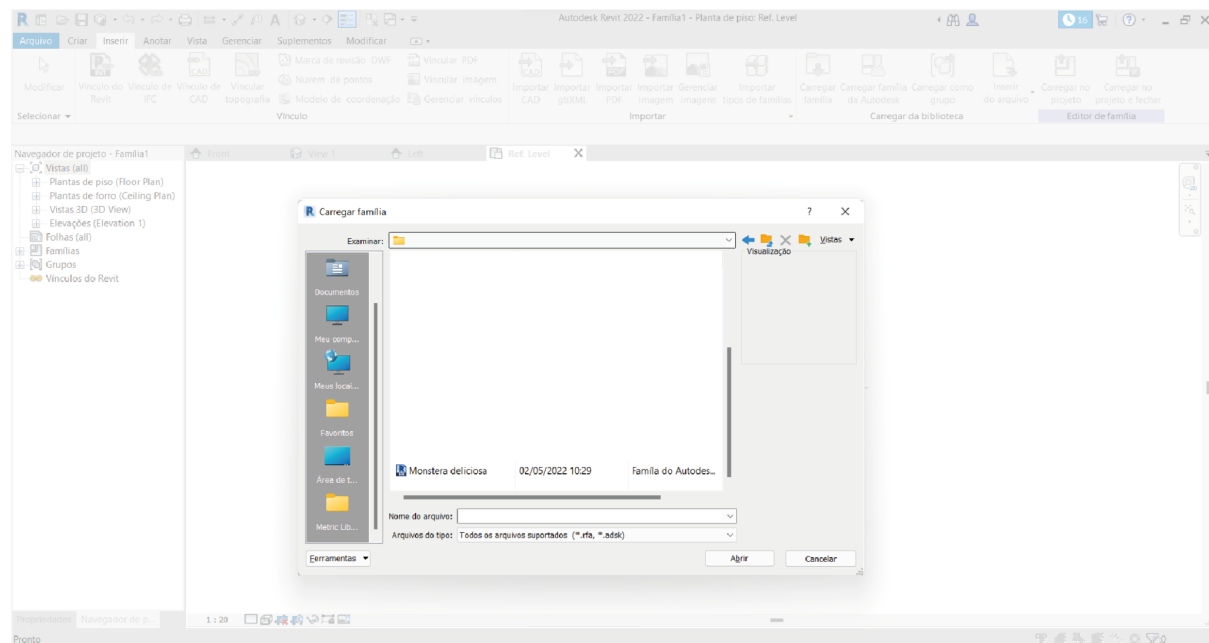 Autodesk Revit 2022 - Família1 - Planta de piso: Ref. Level
16
Arquivo Criar Inserir Anotar Vista Gerenciar Suplementos Modificar
Modificar
Vínculo do Revit
Vínculo de IFC
Vínculo de CAD
Vincular topografia
Marca de revisão DWF
Nuvem de pontos
Modelo de coordenação
Vincular PDF
Vincular imagem
Gerenciar vínculos
Importar CAD
Importar gbXML
Importar PDF
Importar imagem
Gerenciar imagens
Importar tipos de famílias
Carregar família
Carregar família da Autodesk
Carregar como grupo
Inserir do arquivo
Carregar no projeto
Carregar no projeto e fechar
Selecionar Vínculo Importar Carregar da biblioteca Editor de família
Navegador de projeto - Família1
Front View 1 Left Ref. Level
Vistas (all)
Plantas de piso (Floor Plan)
Plantas de forro (Ceiling Plan)
Vistas 3D (3D View)
Elevações (Elevation 1)
Folhas (all)
Famílias
Grupos
Vínculos do Revit
Carregar família
Examinar:
Vistas
Visualização
Documentos
Meu comp...
Meus locai...
Favoritos
Área de t...
Metric Lib...
Monstera deliciosa 02/05/2022 10:29 Famíla do Autodes...
Nome do arquivo:
Arquivos do tipo: Todos os arquivos suportados (*.rfa, *.adsk)
Ferramentas Abrir Cancelar
Propriedades Navegador de p...
1 : 20
Pronto
:0